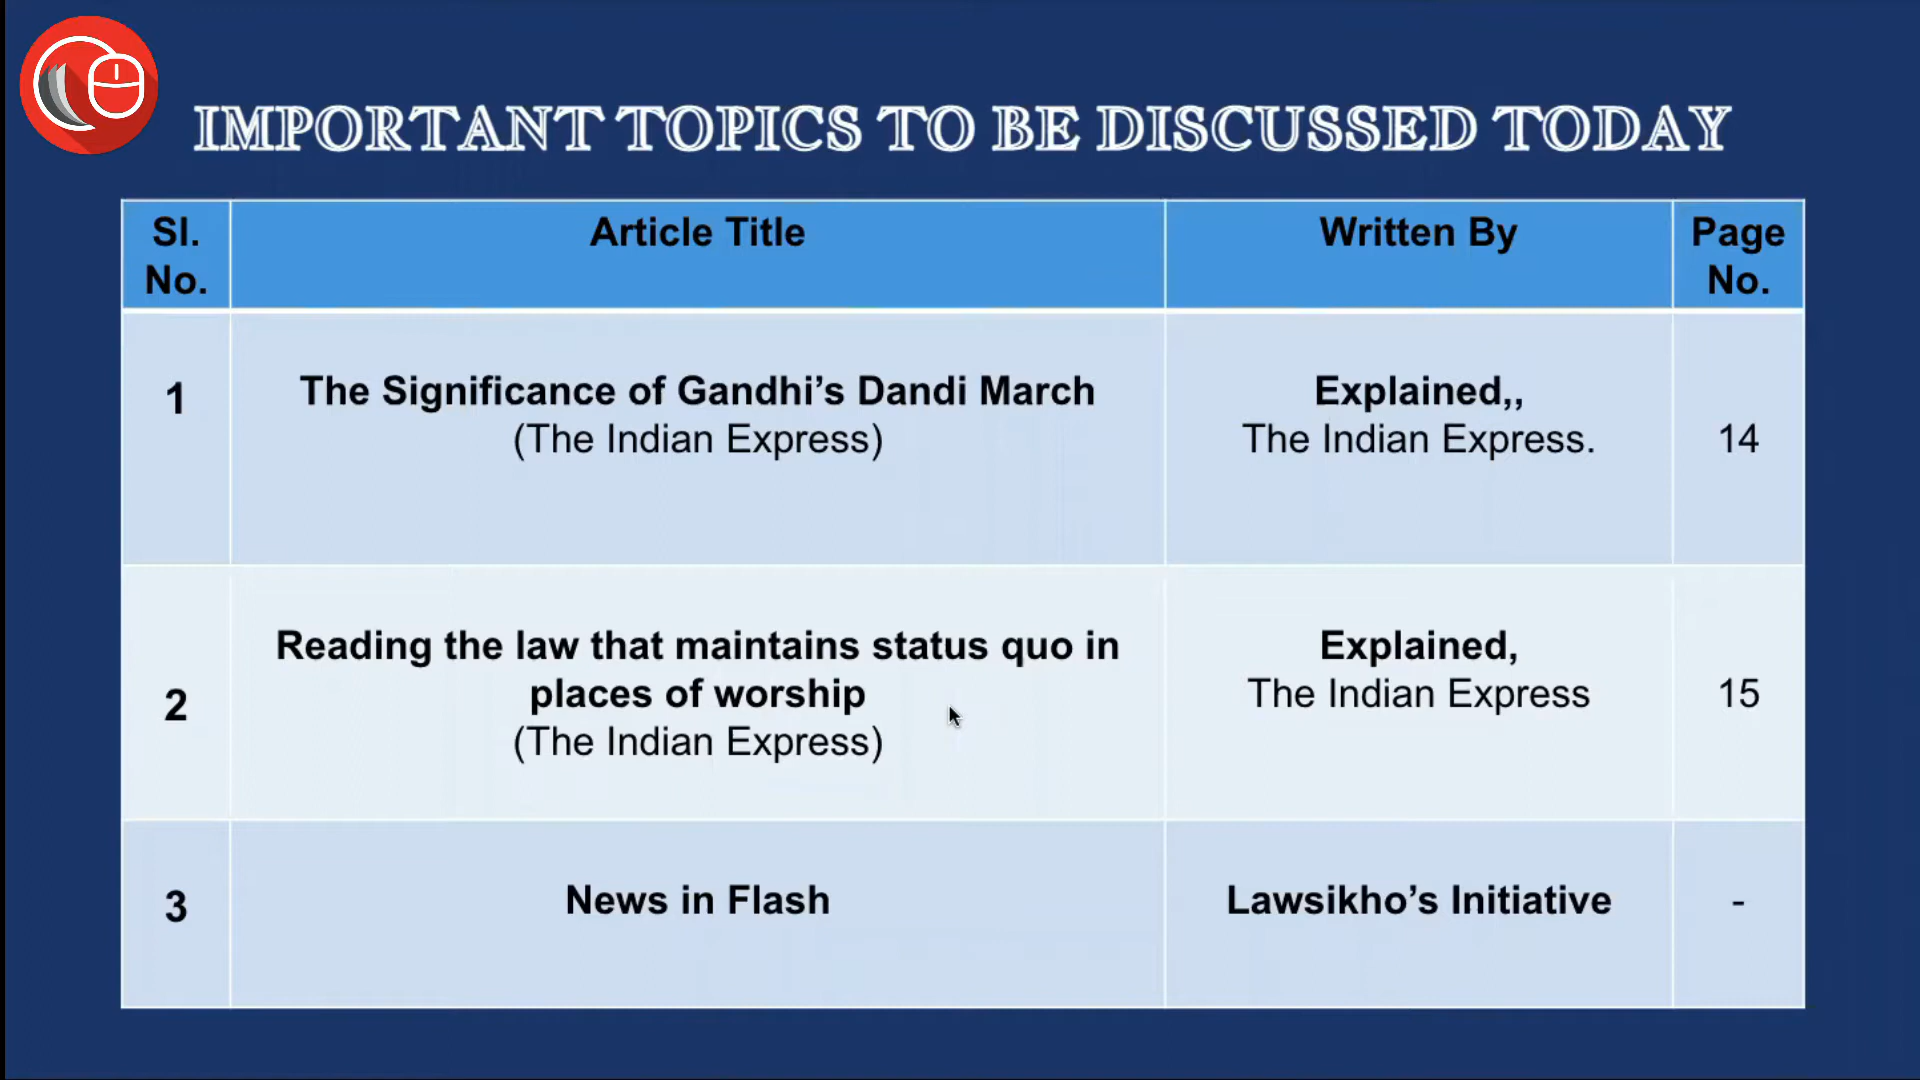 IMPORTANT TOPICS TO BE DISCUSSED TODAY
Sl. No.
Article Title
Written By
Page No.
1
The Significance of Gandhi’s Dandi March
(The Indian Express)
Explained,,
The Indian Express.
14
2
Reading the law that maintains status quo in
places of worship
(The Indian Express)
Explained,
The Indian Express
15
3
News in Flash
Lawsikho’s Initiative
-